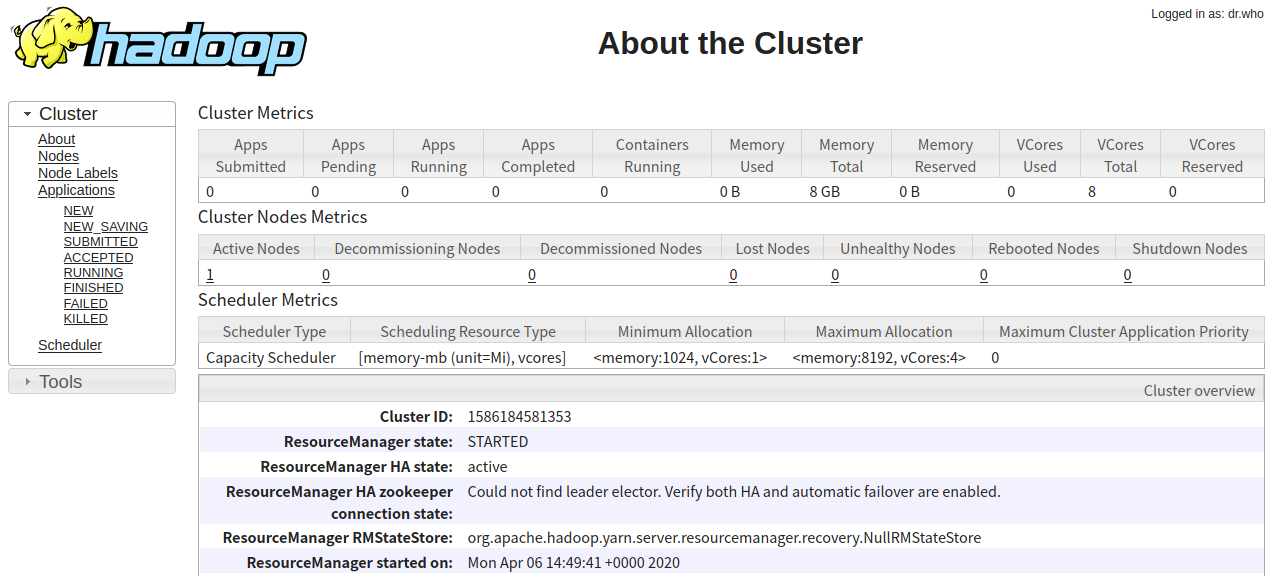 hadoop
Logged in as: dr.who
About the Cluster
Cluster
About
Nodes
Node Labels
Applications
NEW
NEW_SAVING
SUBMITTED
ACCEPTED
RUNNING
FINISHED
FAILED
KILLED
Scheduler
Tools
Cluster Metrics
Apps Submitted Apps Pending Apps Running Apps Completed Containers Running Memory Used Memory Total Memory Reserved VCores Used VCores Total VCores Reserved
0 0 0 0 0 0 B 8 GB 0 B 0 8 0
Cluster Nodes Metrics
Active Nodes Decommissioning Nodes Decommissioned Nodes Lost Nodes Unhealthy Nodes Rebooted Nodes Shutdown Nodes
1 0 0 0 0 0 0
Scheduler Metrics
Scheduler Type Scheduling Resource Type Minimum Allocation Maximum Allocation Maximum Cluster Application Priority
Capacity Scheduler [memory-mb (unit=Mi), vcores] <memory:1024, vCores:1> <memory:8192, vCores:4> 0
Cluster overview
Cluster ID: 1586184581353
ResourceManager state: STARTED
ResourceManager HA state: active
ResourceManager HA zookeeper connection state: Could not find leader elector. Verify both HA and automatic failover are enabled.
ResourceManager RMStateStore: org.apache.hadoop.yarn.server.resourcemanager.recovery.NullRMStateStore
ResourceManager started on: Mon Apr 06 14:49:41 +0000 2020